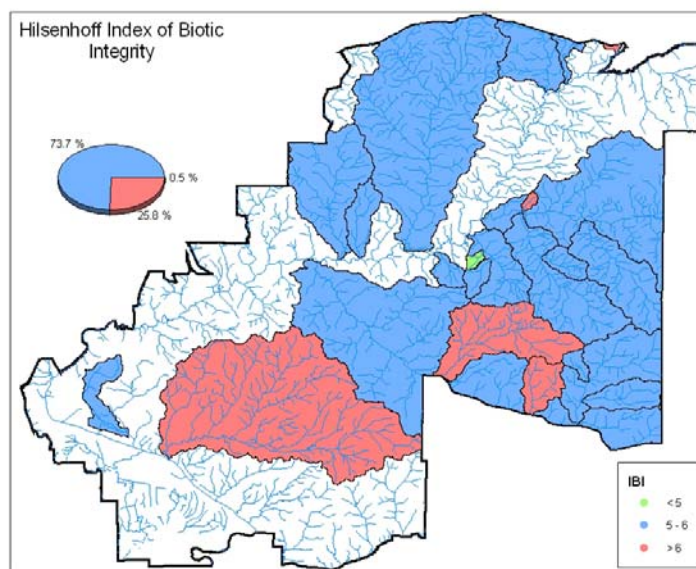 Hilsenhoff Index of Biotic
Integrity
73.7 %
0.5 %
25.8 %
IBI
<5
5 - 6
>6